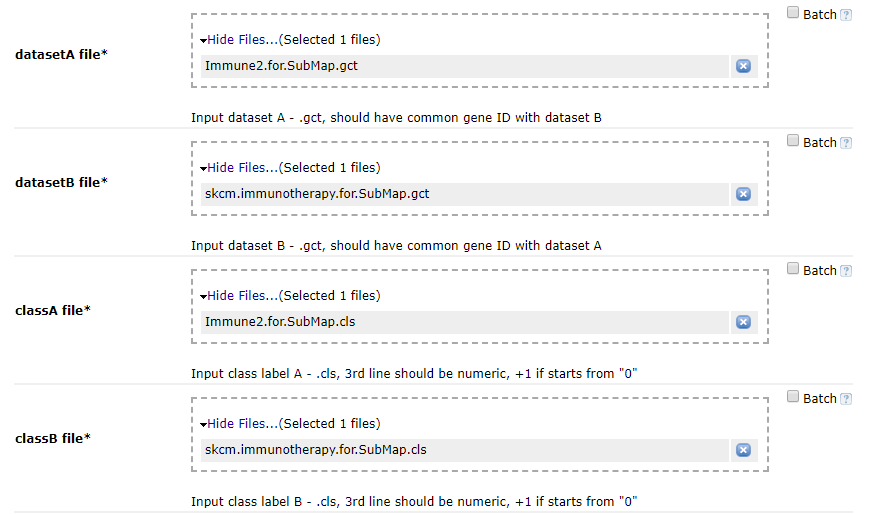 Batch ?
Hide Files...(Selected 1 files)
datasetA file*
Immune2.for.SubMap.gct
Input dataset A - .gct, should have common gene ID with dataset B
Batch ?
Hide Files...(Selected 1 files)
datasetB file*
skcm.immunotherapy.for.SubMap.gct
Input dataset B - .gct, should have common gene ID with dataset A
Batch ?
Hide Files...(Selected 1 files)
classA file*
Immune2.for.SubMap.cls
Input class label A - .cls, 3rd line should be numeric, +1 if starts from "0"
Batch ?
Hide Files...(Selected 1 files)
classB file*
skcm.immunotherapy.for.SubMap.cls
Input class label B - .cls, 3rd line should be numeric, +1 if starts from "0"